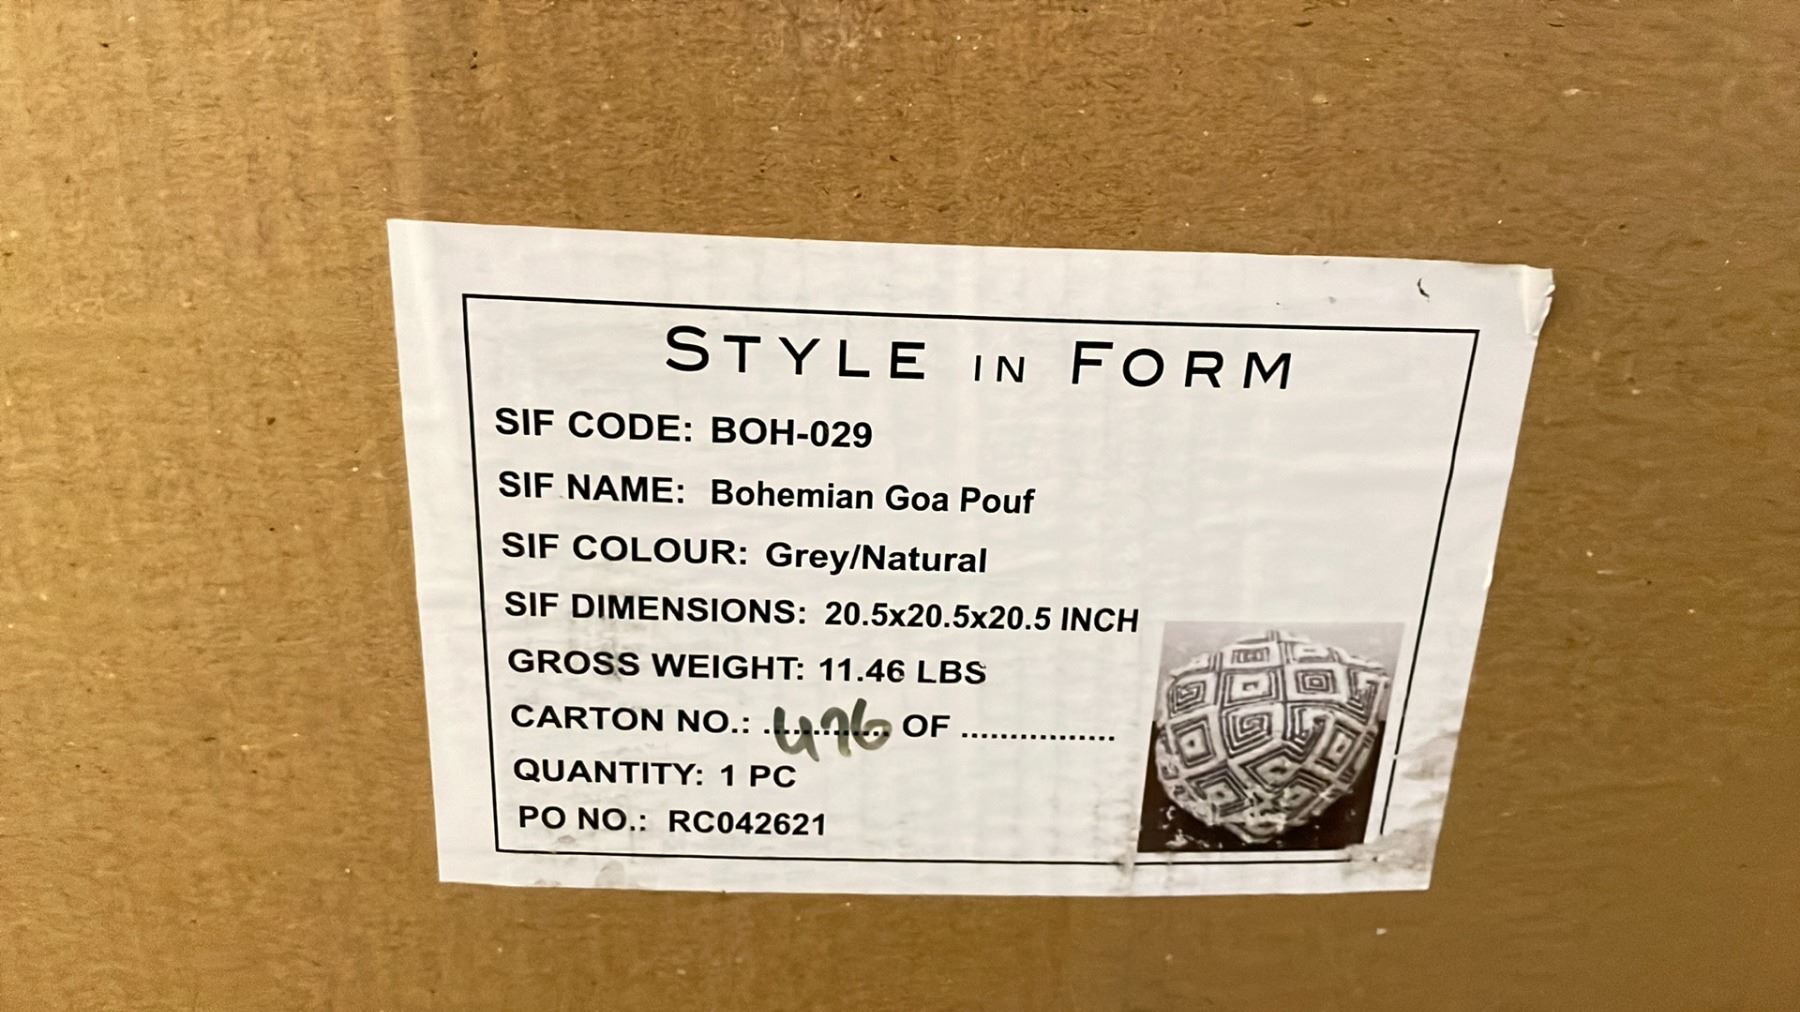 STYLE IN FORM
SIF CODE: BOH-029
SIF NAME: Bohemian Goa Pouf
SIF COLOUR: Grey/Natural
SIF DIMENSIONS: 20.5x20.5x20.5 INCH
GROSS WEIGHT: 11.46 LBS
CARTON NO.: .............476 OF ................
QUANTITY: 1 PC
PO NO.: RC042621